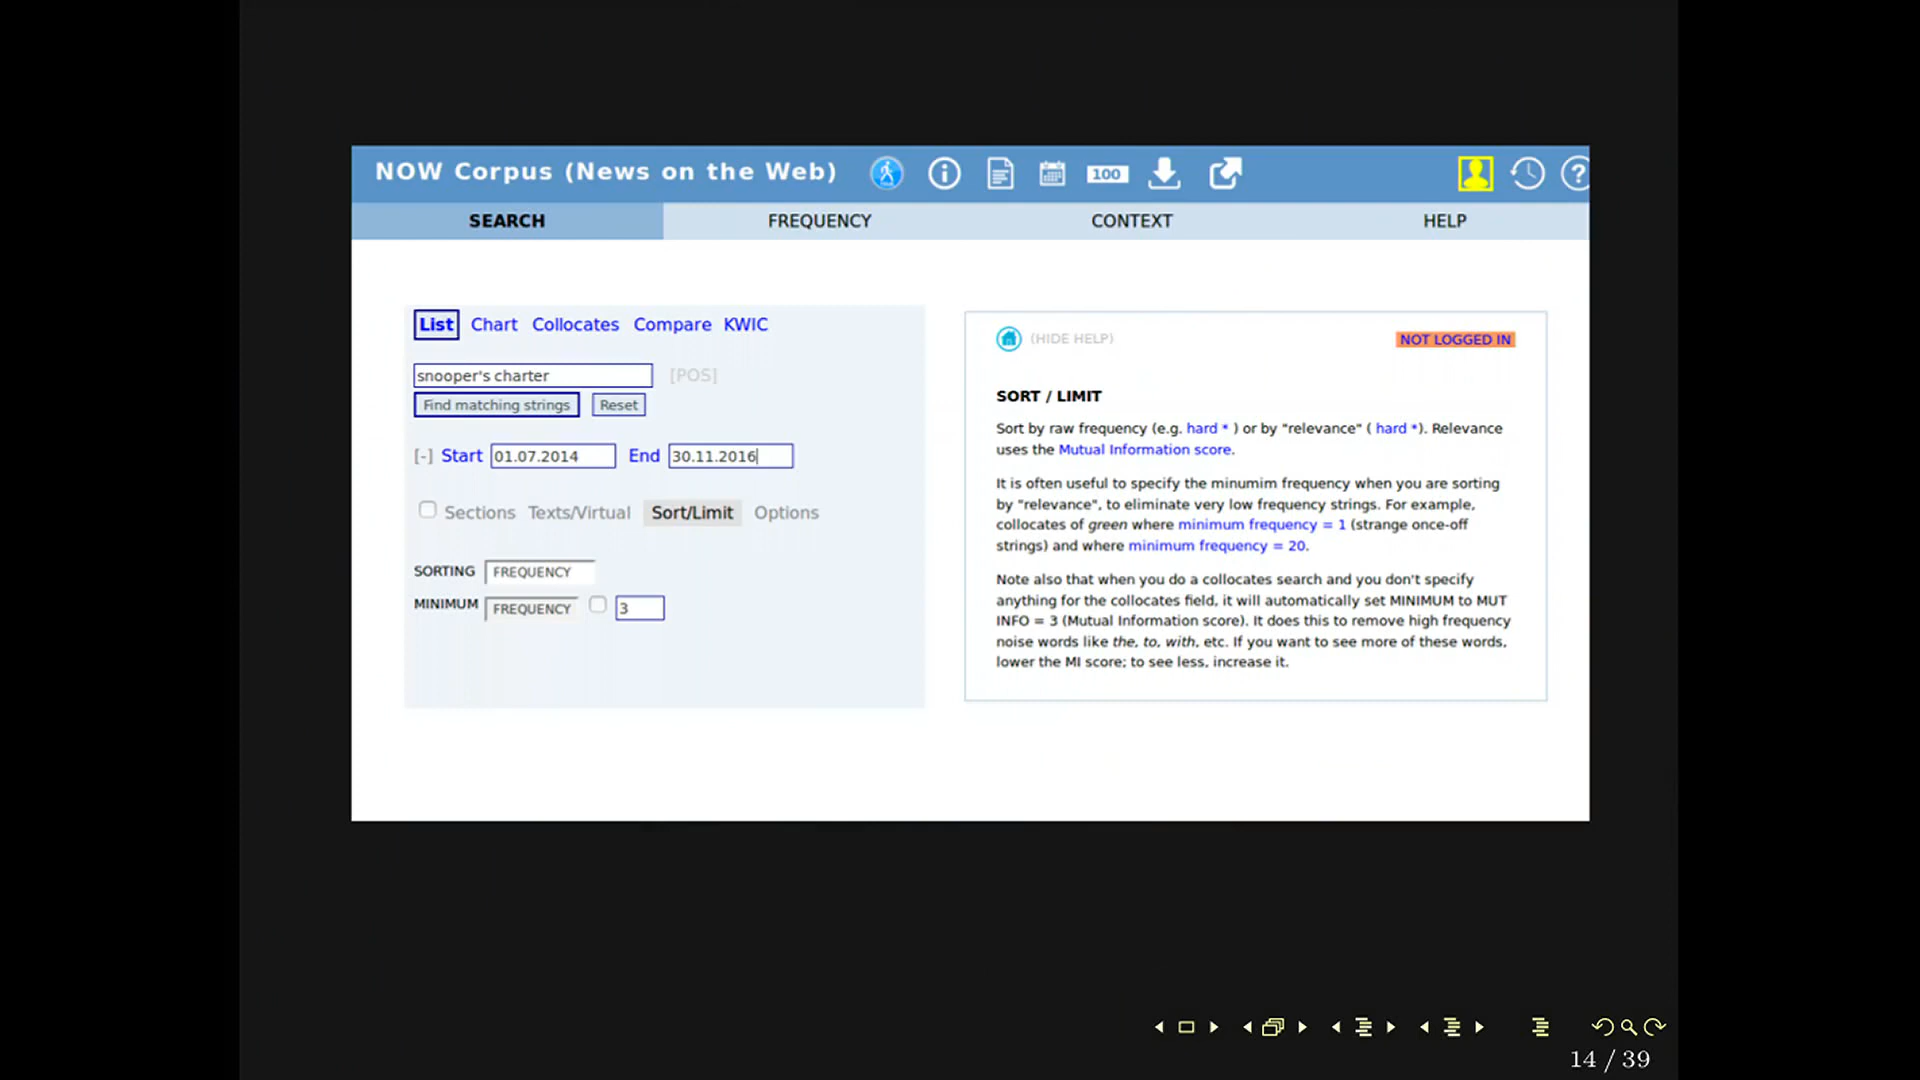 NOW Corpus (News on the Web) 100
SEARCH FREQUENCY CONTEXT HELP
List Chart Collocates Compare KWIC
snooper's charter [POS]
Find matching strings Reset
[-] Start 01.07.2014 End 30.11.2016
Sections Texts/Virtual Sort/Limit Options
SORTING FREQUENCY
MINIMUM FREQUENCY 3
(HIDE HELP) NOT LOGGED IN
SORT / LIMIT
Sort by raw frequency (e.g. hard * ) or by "relevance" ( hard *). Relevance
uses the Mutual Information score.
It is often useful to specify the minumim frequency when you are sorting
by "relevance", to eliminate very low frequency strings. For example,
collocates of green where minimum frequency = 1 (strange once-off
strings) and where minimum frequency = 20.
Note also that when you do a collocates search and you don't specify
anything for the collocates field, it will automatically set MINIMUM to MUT
INFO = 3 (Mutual Information score). It does this to remove high frequency
noise words like the, to, with, etc. If you want to see more of these words,
lower the MI score; to see less, increase it.
14 / 39